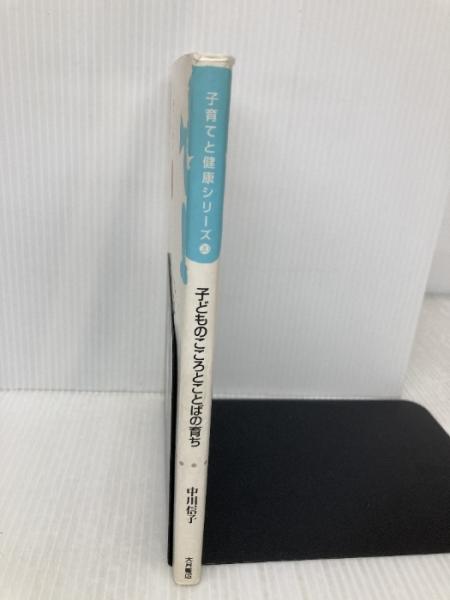 子育てと健康シリーズ
子どものこころとことばの育ち
中川信子
大月書店